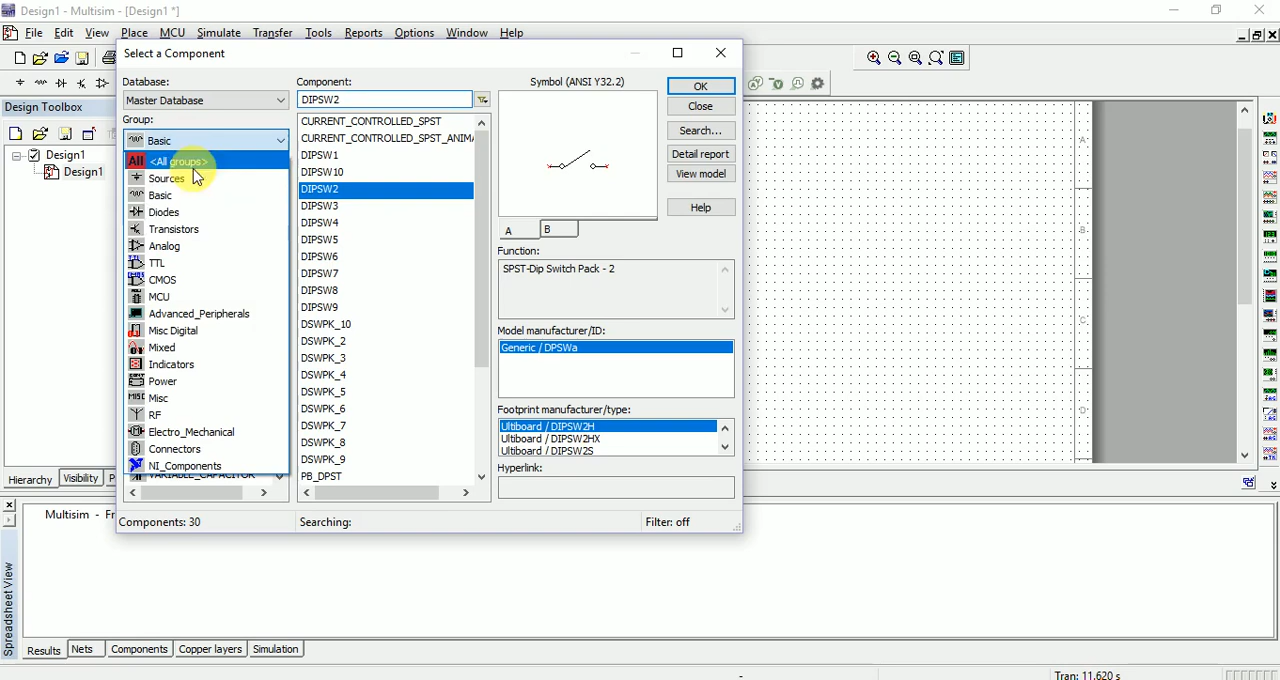 Design1 - Multisim - [Design1 *]
File Edit View Place MCU Simulate Transfer Tools Reports Options Window Help
Select a Component
Database:
Master Database
Group:
Basic
All <All groups>
Sources
Basic
Diodes
Transistors
Analog
TTL
CMOS
MCU
Advanced_Peripherals
Misc Digital
Mixed
Indicators
Power
Misc
RF
Electro_Mechanical
Connectors
NI_Components
VARIABLE_CAPACITOR
Component:
DIPSW2
CURRENT_CONTROLLED_SPST
CURRENT_CONTROLLED_SPST_ANIM
DIPSW1
DIPSW10
DIPSW2
DIPSW3
DIPSW4
DIPSW5
DIPSW6
DIPSW7
DIPSW8
DIPSW9
DSWPK_10
DSWPK_2
DSWPK_3
DSWPK_4
DSWPK_5
DSWPK_6
DSWPK_7
DSWPK_8
DSWPK_9
PB_DPST
Symbol (ANSI Y32.2)
A B
Function:
SPST-Dip Switch Pack - 2
Model manufacturer/ID:
Generic / DPSWa
Footprint manufacturer/type:
Ultiboard / DIPSW2H
Ultiboard / DIPSW2HX
Ultiboard / DIPSW2S
Hyperlink:
OK
Close
Search...
Detail report
View model
Help
Components: 30 Searching: Filter: off
Design Toolbox
Design1
Design1
Hierarchy Visibility P
A
B
C
D
Multisim - Fr
Spreadsheet View
Results Nets Components Copper layers Simulation
- Tran: 11.620 s